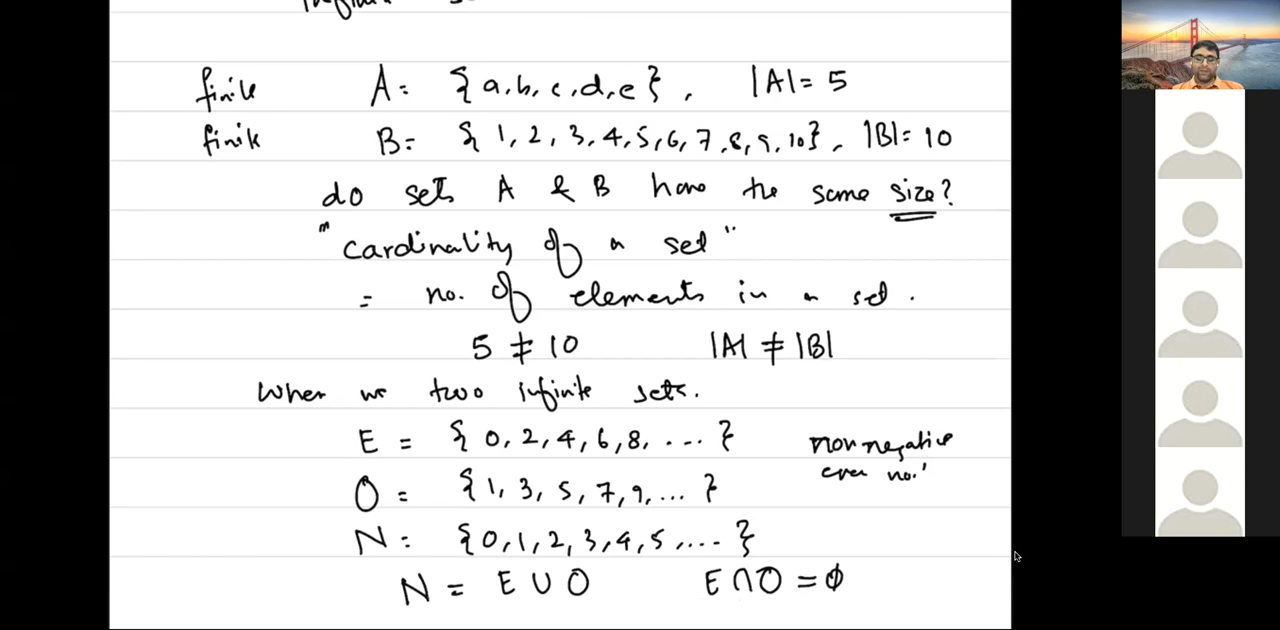 finite A = {a, b, c, d, e}, |A| = 5
finite B = {1, 2, 3, 4, 5, 6, 7, 8, 9, 10}, |B| = 10
do sets A & B have the same size?
"cardinality of a set"
= no. of elements in a set.
5 ≠ 10 |A| ≠ |B|
When we two infinite sets.
E = {0, 2, 4, 6, 8, ...} nonnegative
even no.'
O = {1, 3, 5, 7, 9, ...}
N = {0, 1, 2, 3, 4, 5, ....}
N = E ∪ O E ∩ O = ϕ